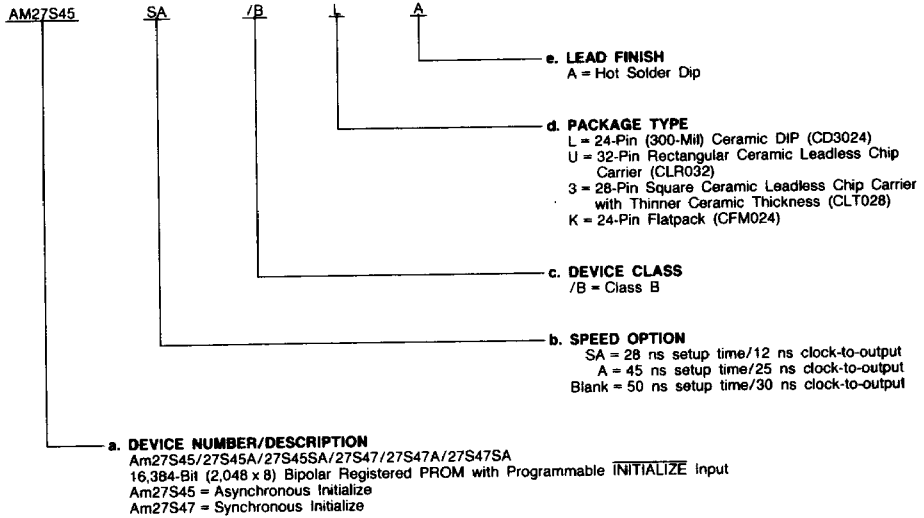 AM27S45 SA /B L A
e. LEAD FINISH
A = Hot Solder Dip
d. PACKAGE TYPE
L = 24-Pin (300-Mil) Ceramic DIP (CD3024)
U = 32-Pin Rectangular Ceramic Leadless Chip
Carrier (CLR032)
3 = 28-Pin Square Ceramic Leadless Chip Carrier
with Thinner Ceramic Thickness (CLT028)
K = 24-Pin Flatpack (CFM024)
c. DEVICE CLASS
/B = Class B
b. SPEED OPTION
SA = 28 ns setup time/12 ns clock-to-output
A = 45 ns setup time/25 ns clock-to-output
Blank = 50 ns setup time/30 ns clock-to-output
a. DEVICE NUMBER/DESCRIPTION
Am27S45/27S45A/27S45SA/27S47/27S47A/27S47SA
16,384-Bit (2,048 x 8) Bipolar Registered PROM with Programmable INITIALIZE Input
Am27S45 = Asynchronous Initialize
Am27S47 = Synchronous Initialize